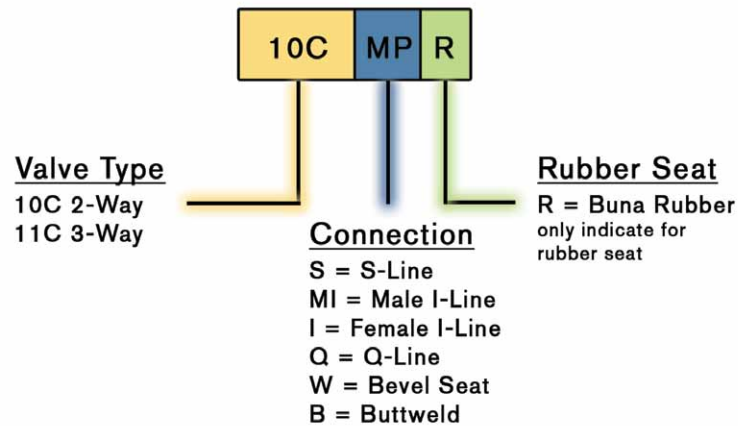 10C MP R
Valve Type
10C 2-Way
11C 3-Way
Connection
S = S-Line
MI = Male I-Line
I = Female I-Line
Q = Q-Line
W = Bevel Seat
B = Buttweld
Rubber Seat
R = Buna Rubber
only indicate for
rubber seat